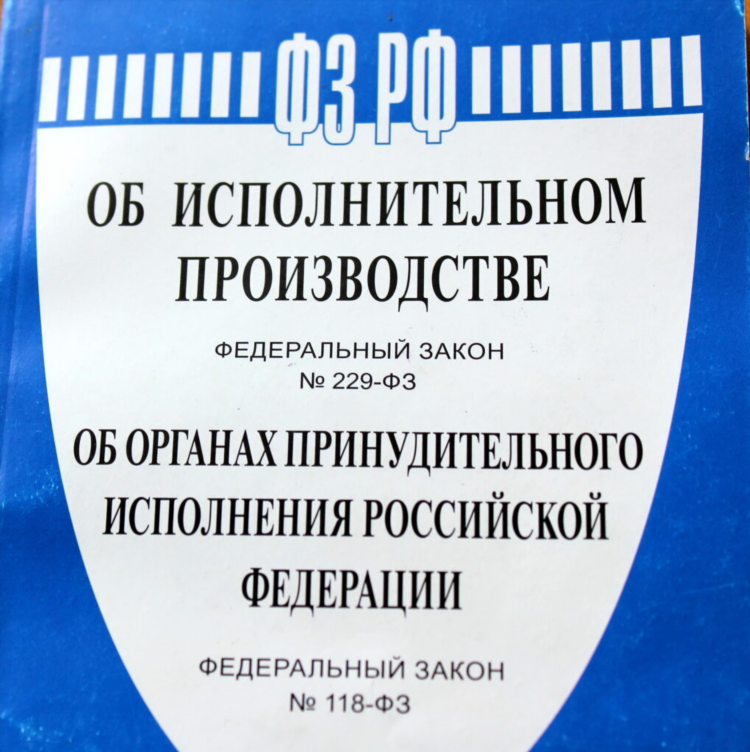 ФЗ РФ
ОБ ИСПОЛНИТЕЛЬНОМ
ПРОИЗВОДСТВЕ
ФЕДЕРАЛЬНЫЙ ЗАКОН
№ 229-ФЗ
ОБ ОРГАНАХ ПРИНУДИТЕЛЬНОГО
ИСПОЛНЕНИЯ РОССИЙСКОЙ
ФЕДЕРАЦИИ
ФЕДЕРАЛЬНЫЙ ЗАКОН
№ 118-ФЗ